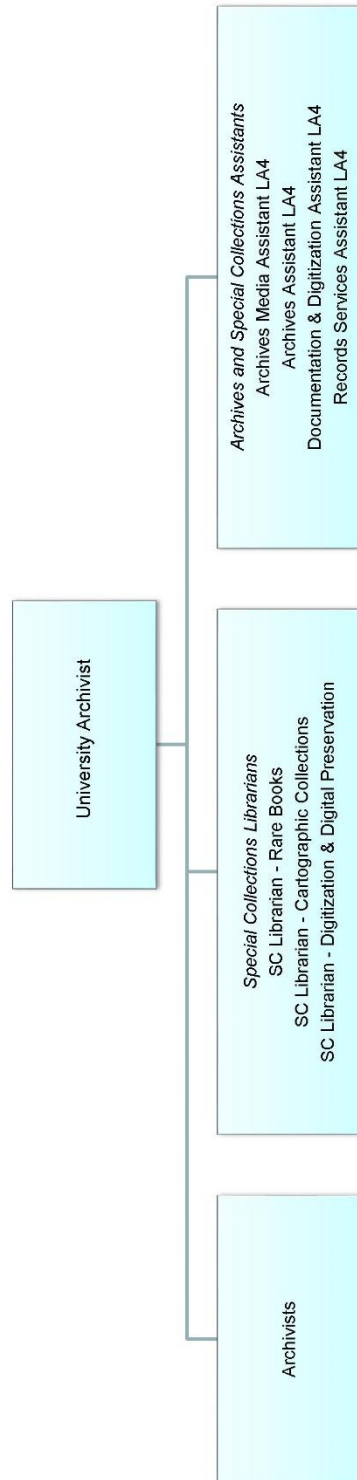 University Archivist
Archivists
Special Collections Librarians
SC Librarian - Rare Books
SC Librarian - Cartographic Collections
SC Librarian - Digitization & Digital Preservation
Archives and Special Collections Assistants
Archives Media Assistant LA4
Archives Assistant LA4
Documentation & Digitization Assistant LA4
Records Services Assistant LA4